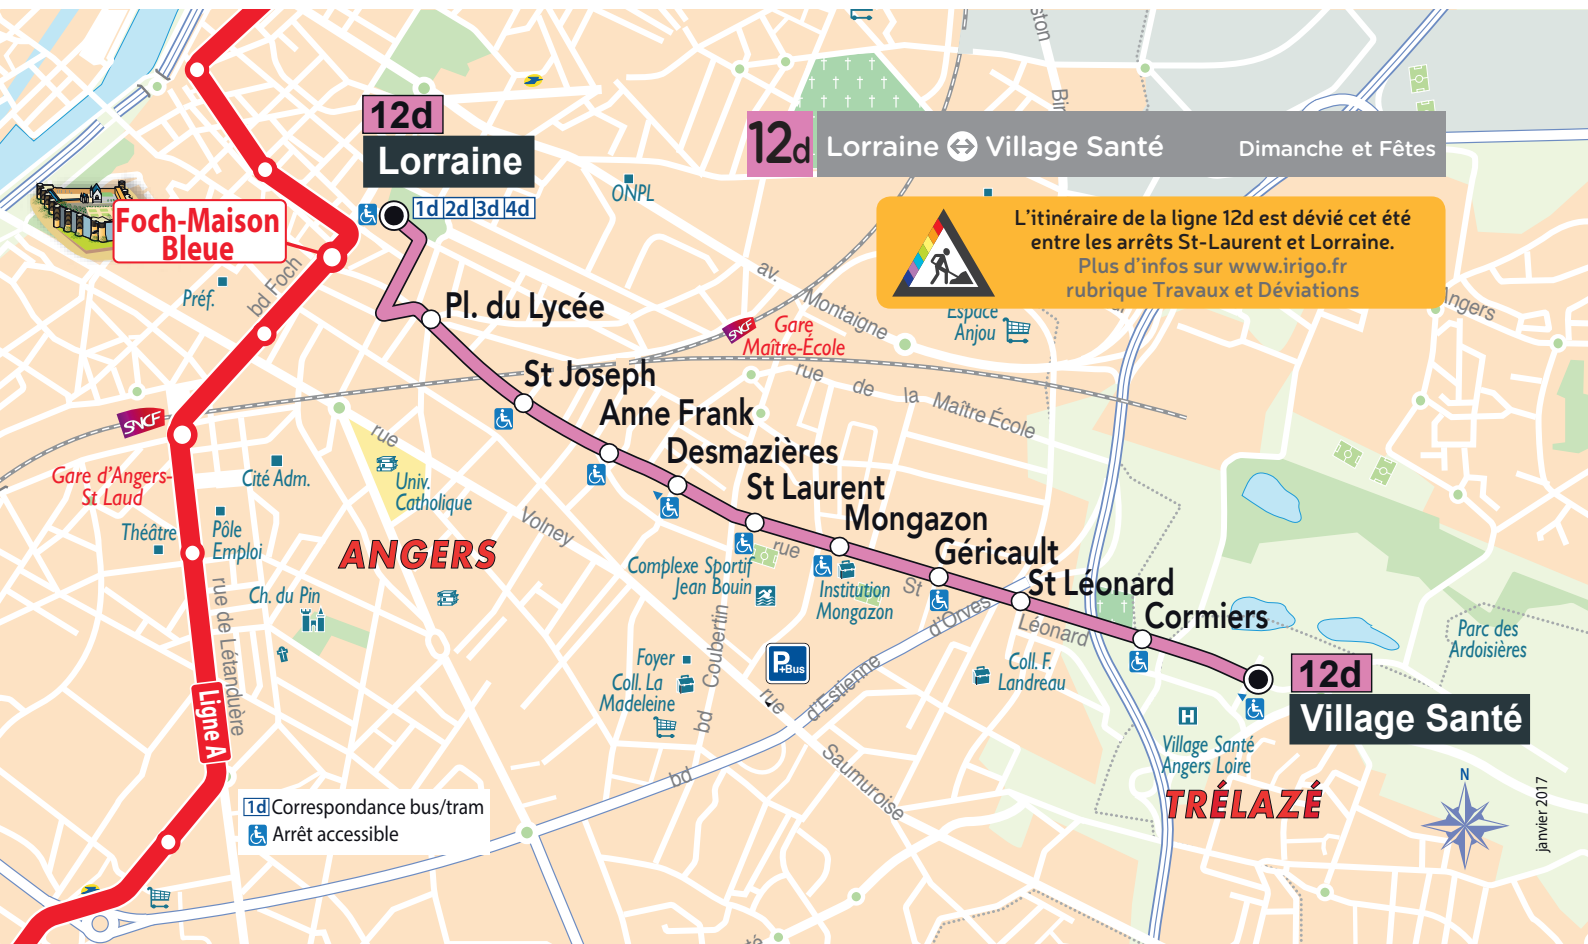 12d
Lorraine
1d 2d 3d 4d
12d Lorraine Village Santé Dimanche et Fêtes
L'itinéraire de la ligne 12d est dévié cet été
entre les arrêts St-Laurent et Lorraine.
Plus d'infos sur www.irigo.fr
rubrique Travaux et Déviations
ONPL
Foch-Maison
Bleue
bd Foch
Préf.
av. Montaigne
Pl. du Lycée
SNCF
Gare
Maître-École
Espace
Anjou
Angers
St Joseph
rue de la Maître École
Anne Frank
SNCF
Gare d'Angers-
St Laud
Cité Adm.
rue Volney
Univ.
Catholique
Desmazières
St Laurent
Mongazon
Géricault
St Léonard
Cormiers
Théâtre
Pôle
Emploi
ANGERS
Ch. du Pin
rue de Létanduère
Complexe Sportif
Jean Bouin
Institution
Mongazon
rue St Léonard
bd d'Estienne d'Orves
bd Coubertin
Foyer
Coll. La
Madeleine
P+Bus
rue Saumuroise
Coll. F.
Landreau
Parc des
Ardoisières
12d
Village Santé
H
Village Santé
Angers Loire
TRÉLAZÉ
Ligne A
1d Correspondance bus/tram
Arrêt accessible
N
janvier 2017